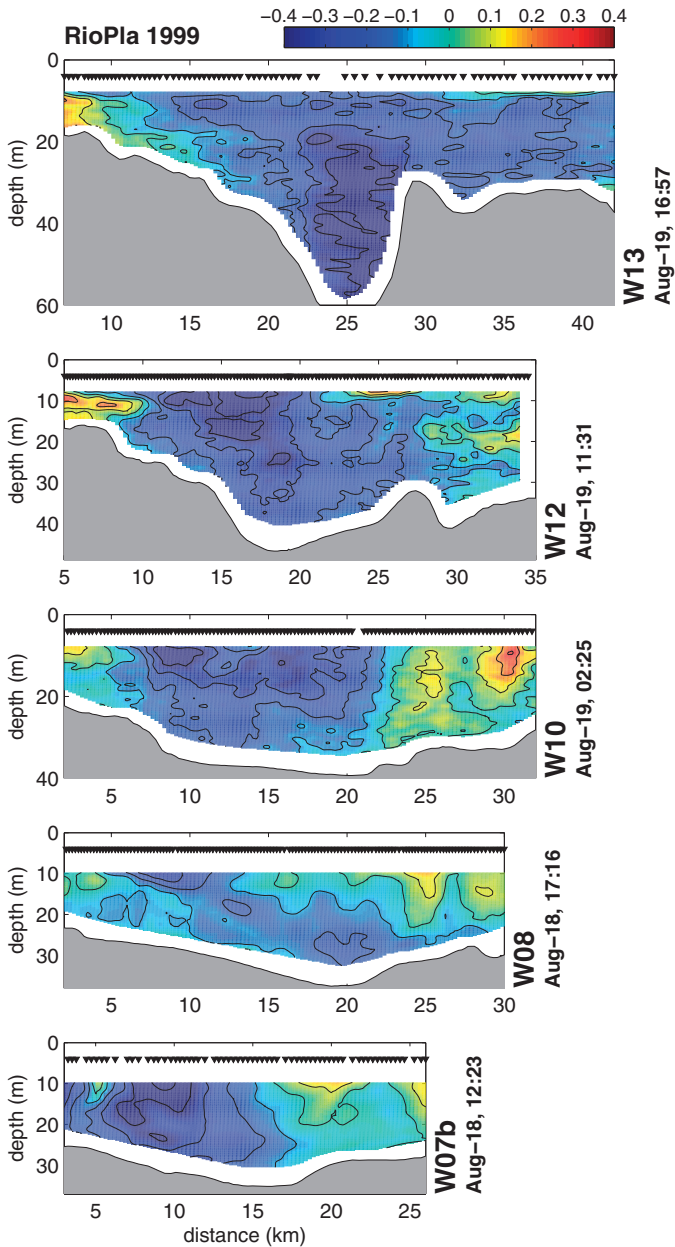 RioPla 1999
−0.4 −0.3 −0.2 −0.1 0 0.1 0.2 0.3 0.4
0
20
40
60
depth (m)
10 15 20 25 30 35 40
W13
Aug−19, 16:57
0
10
20
30
40
depth (m)
5 10 15 20 25 30 35
W12
Aug−19, 11:31
0
20
40
depth (m)
5 10 15 20 25 30
W10
Aug−19, 02:25
0
10
20
30
depth (m)
5 10 15 20 25 30
W08
Aug−18, 17:16
0
10
20
30
depth (m)
5 10 15 20 25
W07b
Aug−18, 12:23
distance (km)